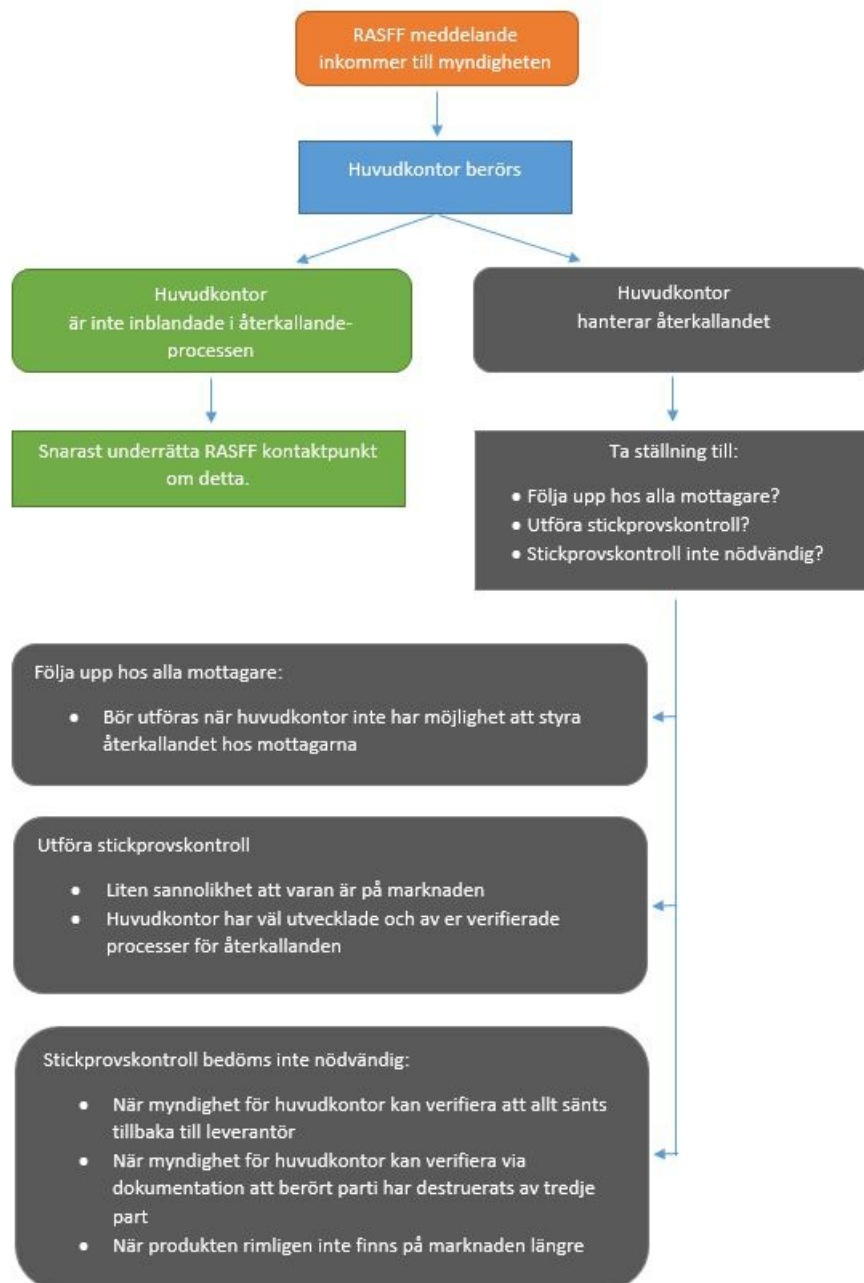 RASFF meddelande
inkommer till myndigheten
Huvudkontor berörs
Huvudkontor
är inte inblandade i återkallande-
processen
Huvudkontor
hanterar återkallandet
Snarast underrätta RASFF kontaktpunkt
om detta.
Ta ställning till:
• Följa upp hos alla mottagare?
• Utföra stickprovskontroll?
• Stickprovskontroll inte nödvändig?
Följa upp hos alla mottagare:
• Bör utföras när huvudkontor inte har möjlighet att styra
återkallandet hos mottagarna
Utföra stickprovskontroll
• Liten sannolikhet att varan är på marknaden
• Huvudkontor har väl utvecklade och av er verifierade
processer för återkallanden
Stickprovskontroll bedöms inte nödvändig:
• När myndighet för huvudkontor kan verifiera att allt sänts
tillbaka till leverantör
• När myndighet för huvudkontor kan verifiera via
dokumentation att berört parti har destruerats av tredje
part
• När produkten rimligen inte finns på marknaden längre